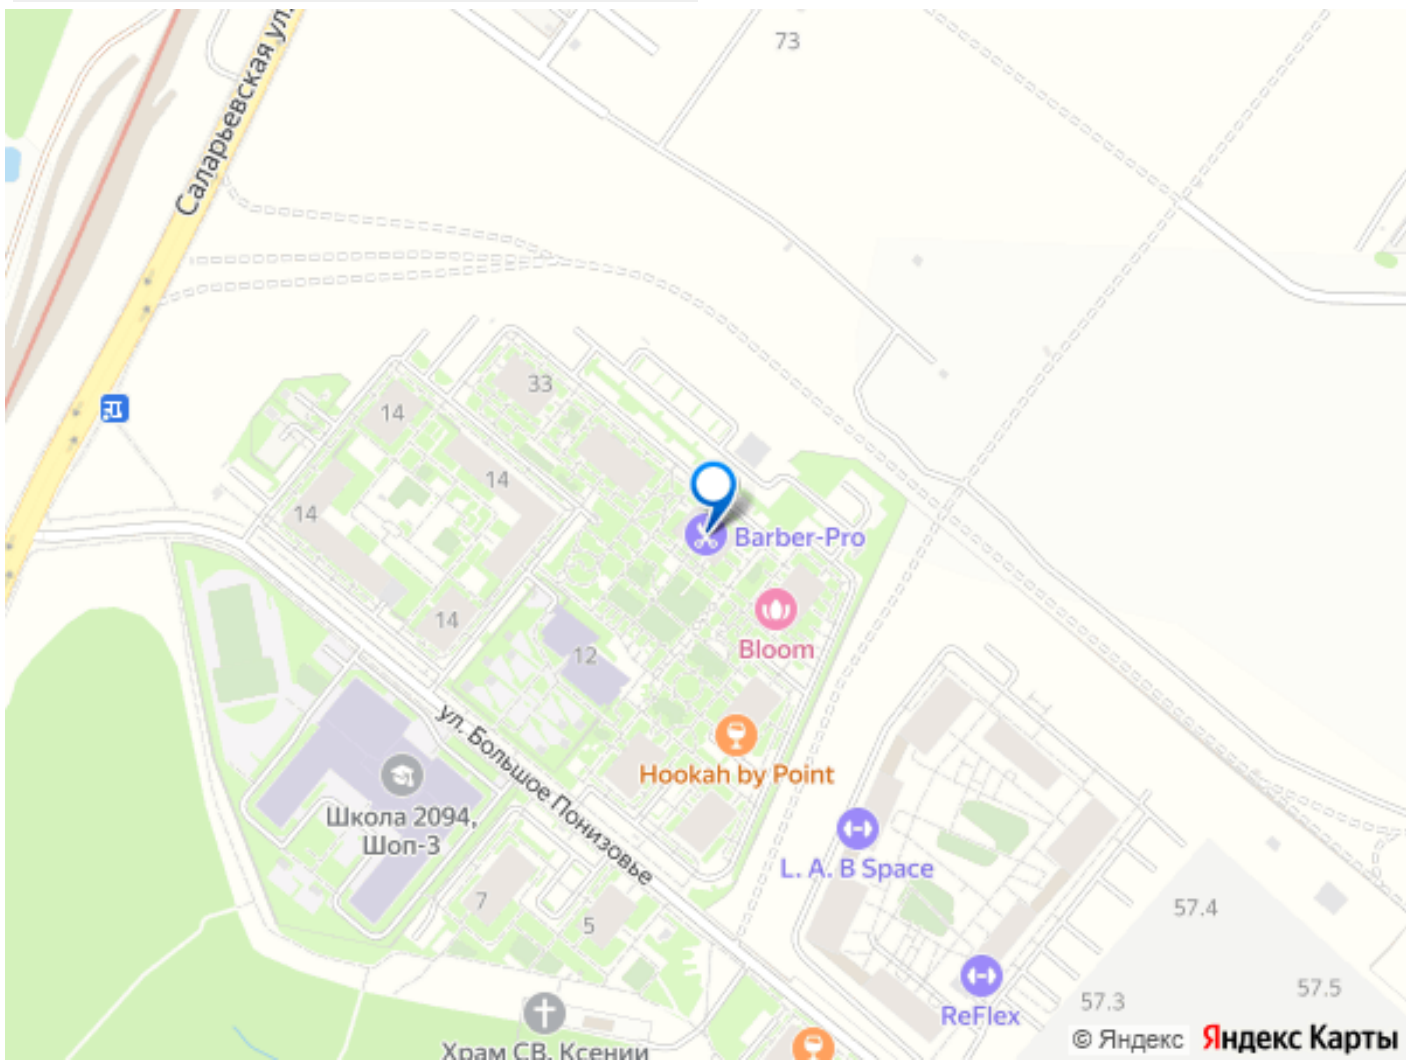 73
Саларьевская ул.
33
14
14
14
Barber-Pro
14
12
Bloom
ул. Большое Понизовье
Hookah by Point
Школа 2094,
Шоп-3
L. A. B Space
7
5
57.4
57.5
57.3
ReFlex
Храм СВ. Ксении
© Яндекс Яндекс Карты